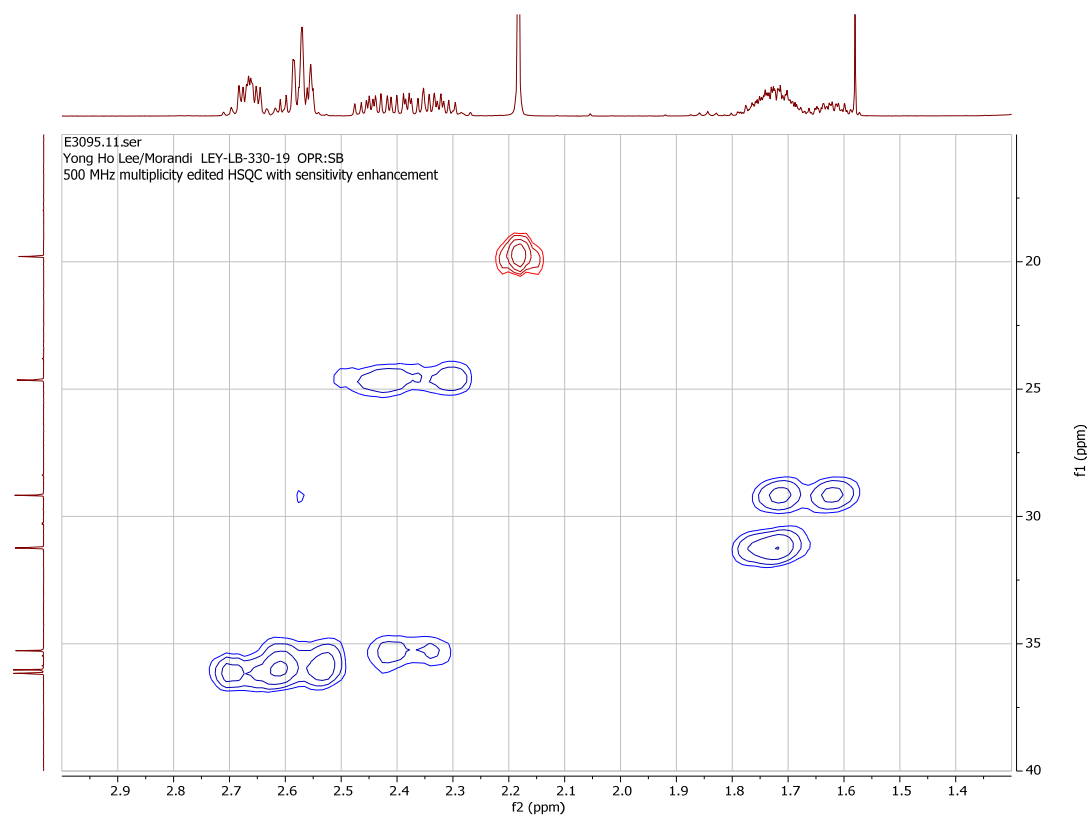 E3095.11.ser
Yong Ho Lee/Morandi LEY-LB-330-19 OPR:SB
500 MHz multiplicity edited HSQC with sensitivity enhancement
20
25
30
35
40
f1 (ppm)
2.9 2.8 2.7 2.6 2.5 2.4 2.3 2.2 2.1 2.0 1.9 1.8 1.7 1.6 1.5 1.4
f2 (ppm)